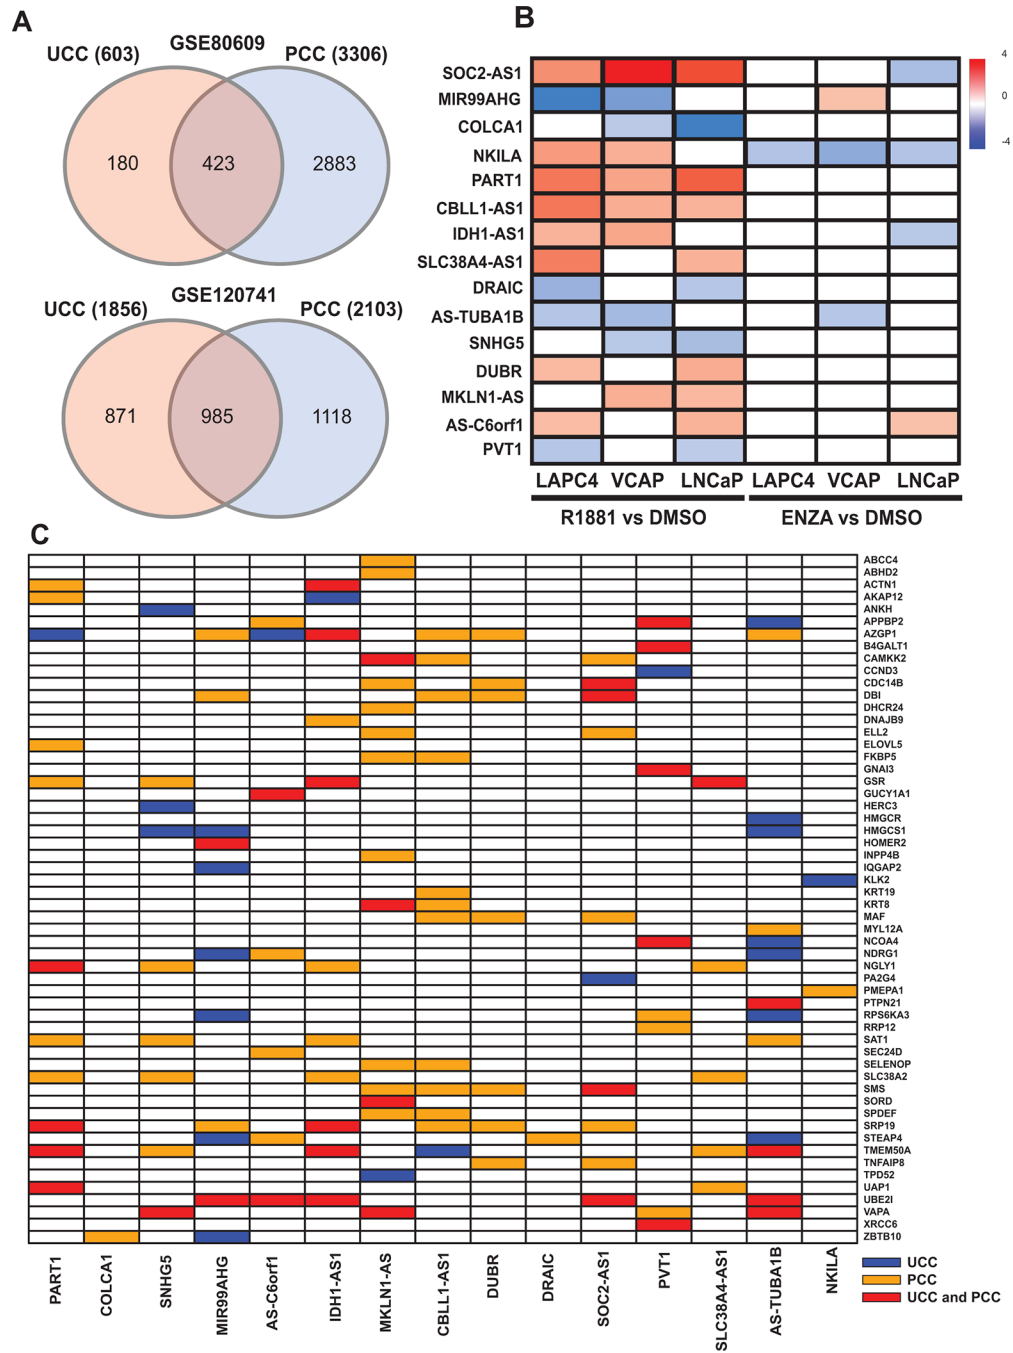 A
UCC (603)
GSE80609
PCC (3306)
180
423
2883
UCC (1856)
GSE120741
PCC (2103)
871
985
1118
B
SOC2-AS1
MIR99AHG
COLCA1
NKILA
PART1
CBLL1-AS1
IDH1-AS1
SLC38A4-AS1
DRAIC
AS-TUBA1B
SNHG5
DUBR
MKLN1-AS
AS-C6orf1
PVT1
4
0
-4
LAPC4 VCAP LNCaP LAPC4 VCAP LNCaP
R1881 vs DMSO ENZA vs DMSO
C
ABCC4
ABHD2
ACTN1
AKAP12
ANKH
APPBP2
AZGP1
B4GALT1
CAMKK2
CCND3
CDC14B
DBI
DHCR24
DNAJB9
ELL2
ELOVL5
FKBP5
GNAI3
GSR
GUCY1A1
HERC3
HMGCR
HMGCS1
HOMER2
INPP4B
IQGAP2
KLK2
KRT19
KRT8
MAF
MYL12A
NCOA4
NDRG1
NGLY1
PA2G4
PMEPA1
PTPN21
RPS6KA3
RRP12
SAT1
SEC24D
SELENOP
SLC38A2
SMS
SORD
SPDEF
SRP19
STEAP4
TMEM50A
TNFAIP8
TPD52
UAP1
UBE2I
VAPA
XRCC6
ZBTB10
PART1
COLCA1
SNHG5
MIR99AHG
AS-C6orf1
IDH1-AS1
MKLN1-AS
CBLL1-AS1
DUBR
DRAIC
SOC2-AS1
PVT1
SLC38A4-AS1
AS-TUBA1B
NKILA
UCC
PCC
UCC and PCC